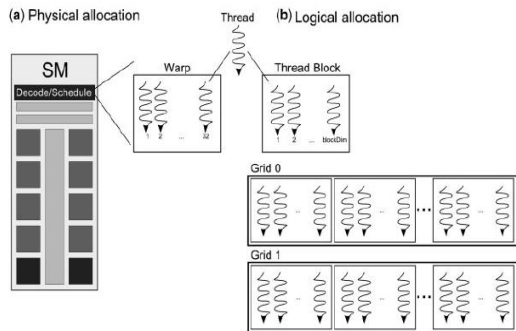 (a) Physical allocation
Thread
(b) Logical allocation
SM
Decode/Schedule
Warp
1 2 ... 32
Thread Block
1 2 ... blockDim
Grid 0
... ... ... ...
Grid 1
... ... ... ...